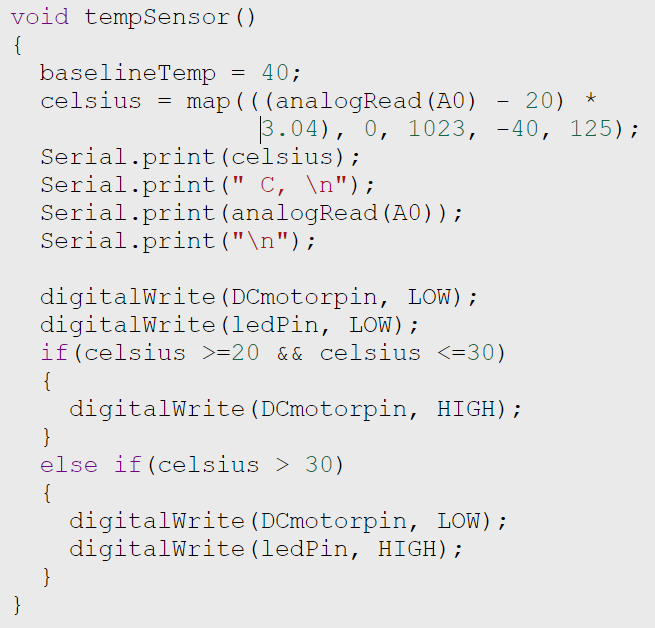 void tempSensor()
{
  baselineTemp = 40;
  celsius = map(((analogRead(A0) - 20) *
                 3.04), 0, 1023, -40, 125);
  Serial.print(celsius);
  Serial.print(" C, \n");
  Serial.print(analogRead(A0));
  Serial.print("\n");

  digitalWrite(DCmotorpin, LOW);
  digitalWrite(ledPin, LOW);
  if(celsius >=20 && celsius <=30)
  {
    digitalWrite(DCmotorpin, HIGH);
  }
  else if(celsius > 30)
  {
    digitalWrite(DCmotorpin, LOW);
    digitalWrite(ledPin, HIGH);
  }
}